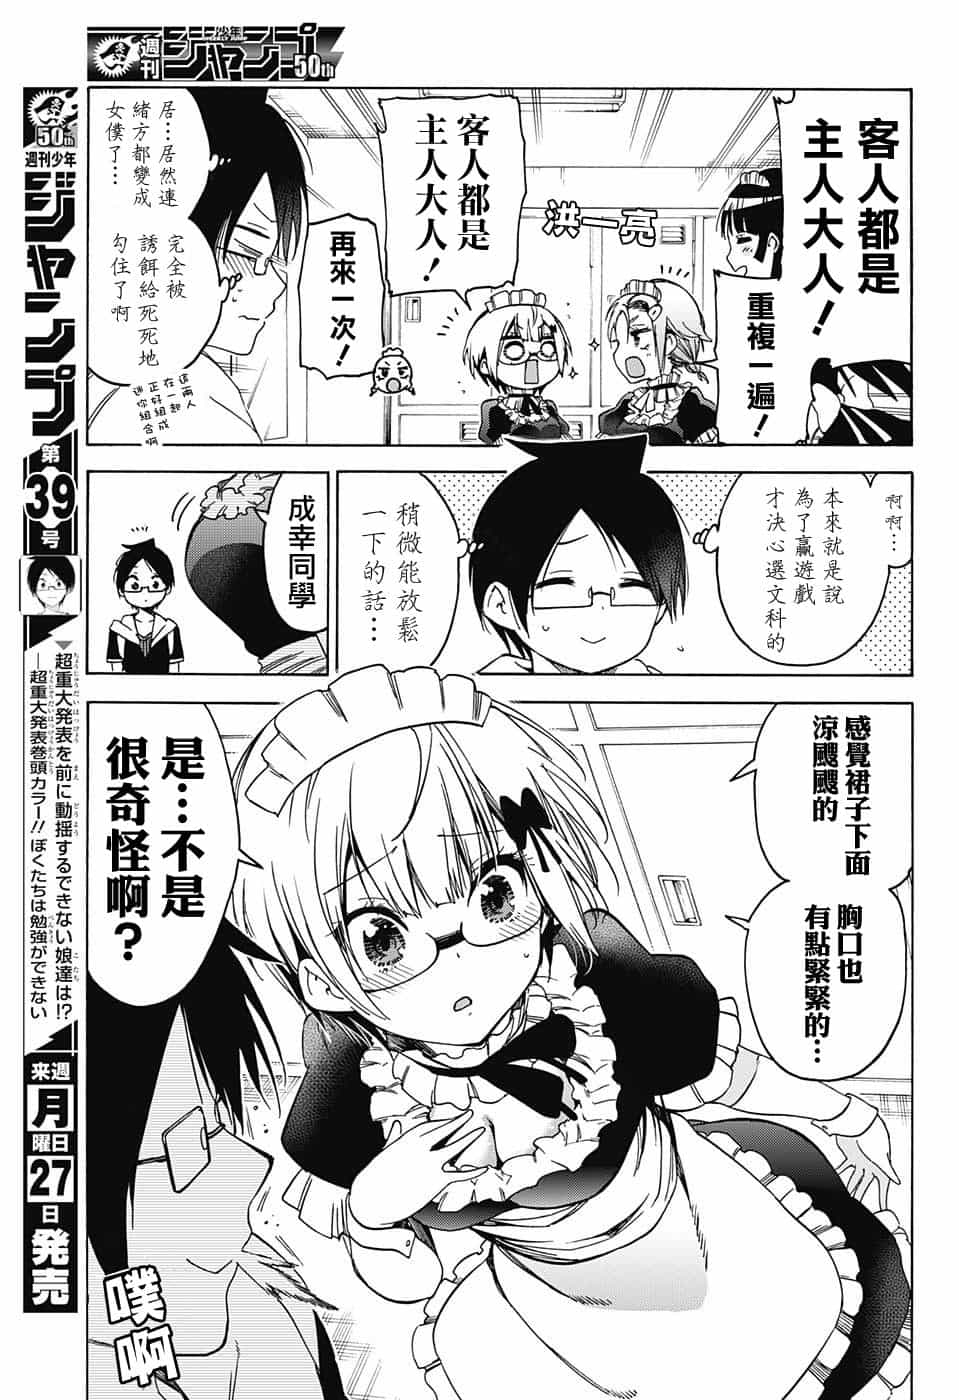 週刊
少年
ジャンプ
50th
客人都是
主人大人！
重複一遍！
洪一亮
客人都是
主人大人！
再來一次！
居…居然連
緒方都變成
女僕了…
完全被
誘餌給死死地
勾住了啊
這兩人
在一起
正好組成
迷你組合啊
啊啊…
本來就是說
為了贏遊戲
才決心選文科的
稍微能放鬆
一下的話…
成幸同學
感覺裙子下面
涼颼颼的
胸口也
有點緊緊的…
是…不是
很奇怪啊？
噗啊
50th
週刊少年
ジャンプ
第
39
号
▼超重大発表を前に動揺するできない娘達は!?
―超重大発表巻頭カラー!!ぼくたちは勉強ができない
来週
月
曜日
27
日
発売